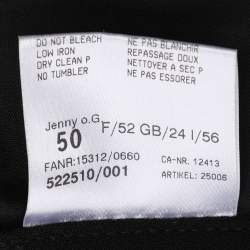 DO NOT BLEACH NE PAS BLANCHIR
LOW IRON REPASSAGE DOUX
DRY CLEAN P NETTOYER A SEC P
NO TUMBLER NE PAS ESSORER
Jenny o.G.
50 F/52 GB/24 I/56
FANR:15312/0660 CA-NR. 12413
522510/001 ARTIKEL: 25006